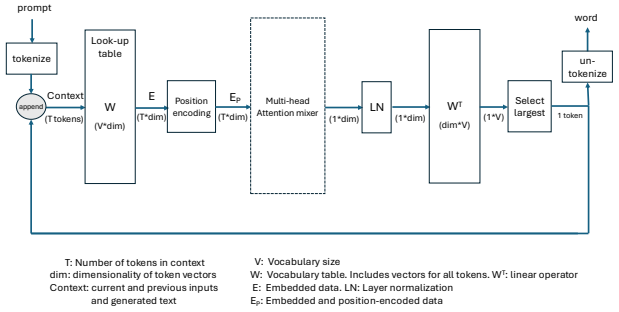 prompt
word
tokenize
Look-up
table
un-
tokenize
append
Context
(T tokens)
W
(V*dim)
E
(T*dim)
Position
encoding
Eₚ
(T*dim)
Multi-head
Attention mixer
(1*dim)
LN
(1*dim)
Wᵀ
(dim*V)
(1*V)
Select
largest
1 token
T: Number of tokens in context
dim: dimensionality of token vectors
Context: current and previous inputs
and generated text
V: Vocabulary size
W: Vocabulary table. Includes vectors for all tokens. Wᵀ: linear operator
E: Embedded data. LN: Layer normalization
Eₚ: Embedded and position-encoded data